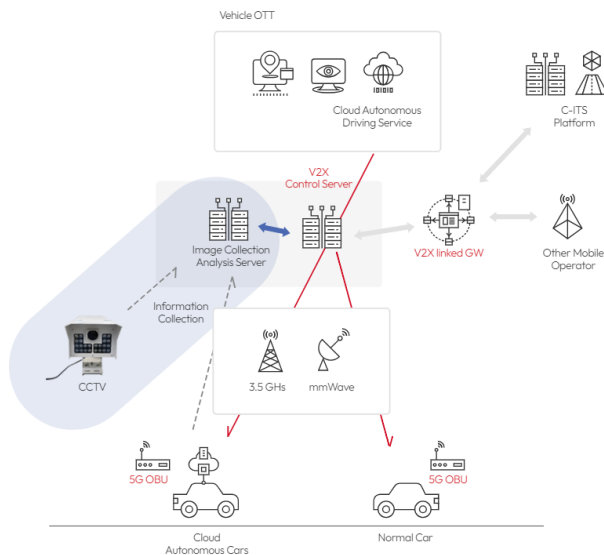 Vehicle OTT
Cloud Autonomous
Driving Service
C-ITS
Platform
V2X
Control Server
Image Collection
Analysis Server
V2X linked GW
Other Mobile
Operator
Information
Collection
CCTV
3.5 GHs
mmWave
5G OBU
5G OBU
Cloud
Autonomous Cars
Normal Car